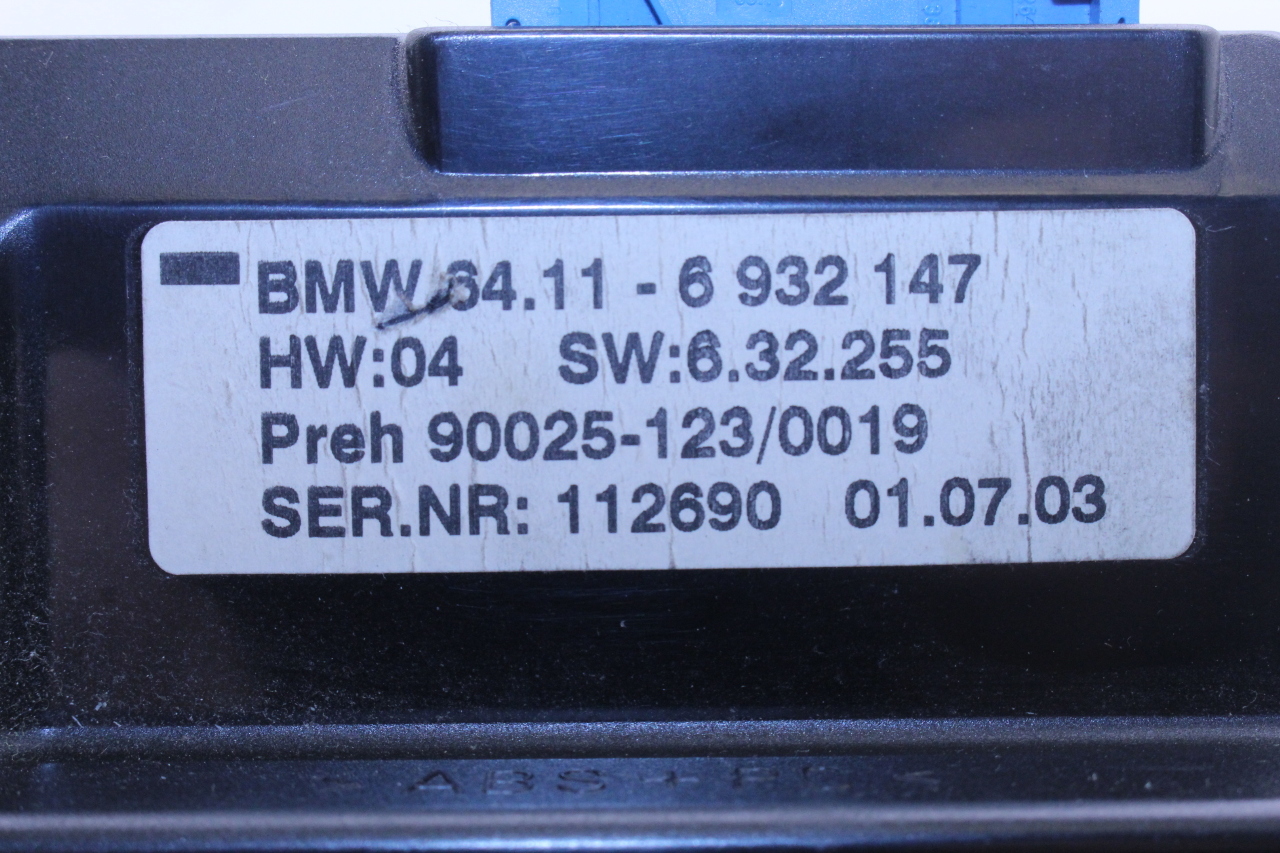 BMW 64.11 - 6 932 147
HW:04 SW:6.32.255
Preh 90025-123/0019
SER.NR: 112690 01.07.03
ABS +